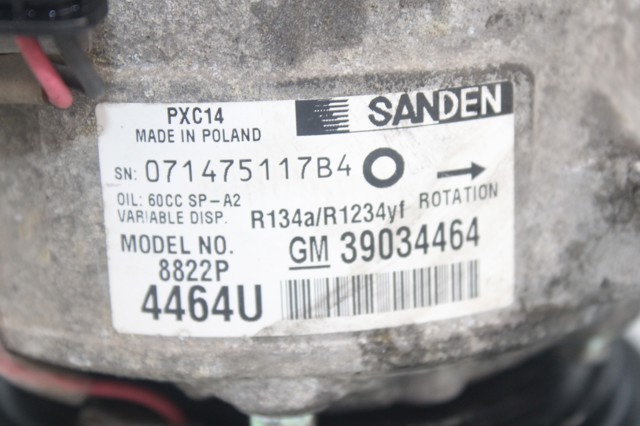 PXC14
SANDEN
MADE IN POLAND
SN: 071475117B4
OIL: 60CC SP-A2
ROTATION
VARIABLE DISP.
R134a/R1234yf
MODEL NO.
GM 39034464
8822P
4464U